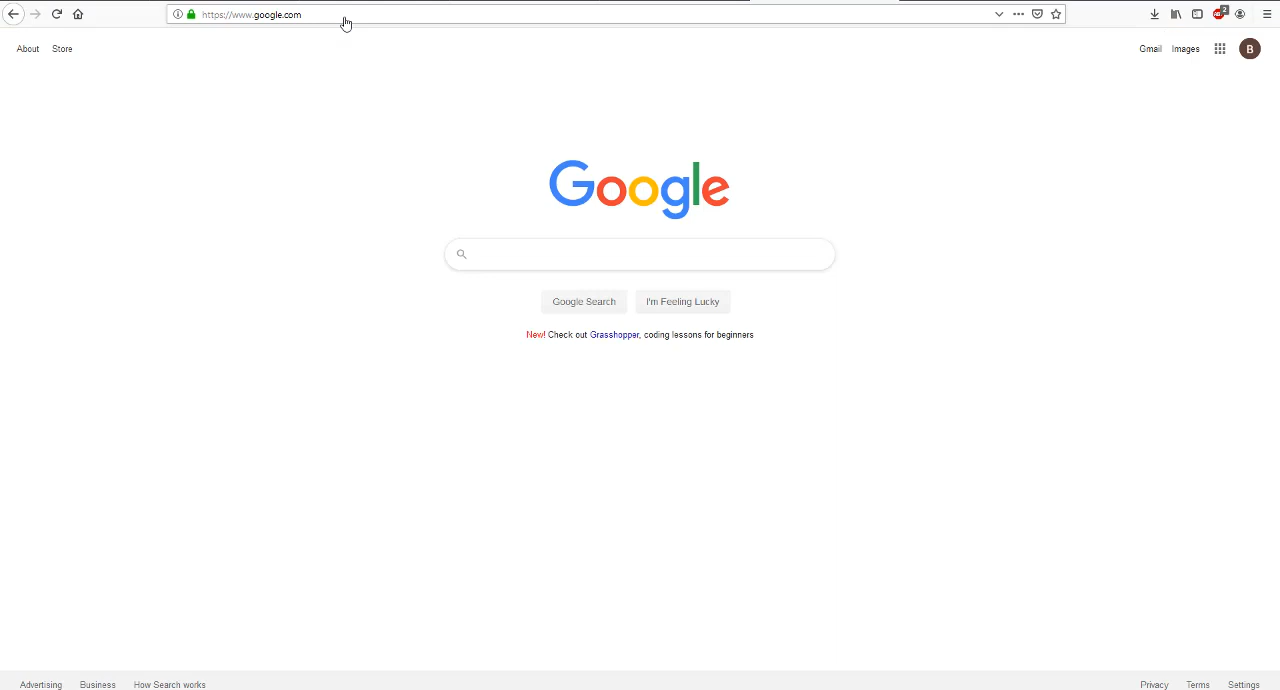 https://www.google.com
2
About Store
Gmail Images B
Google
Google Search I'm Feeling Lucky
New! Check out Grasshopper, coding lessons for beginners
Advertising Business How Search works
Privacy Terms Settings